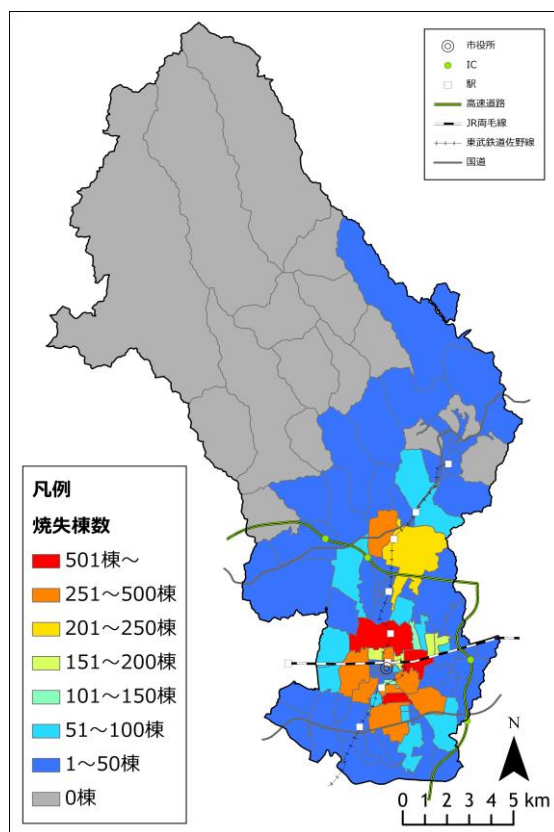 市役所
IC
駅
高速道路
JR両毛線
東武鉄道佐野線
国道
凡例
焼失棟数
501棟～
251～500棟
201～250棟
151～200棟
101～150棟
51～100棟
1～50棟
0棟
N
0 1 2 3 4 5 km